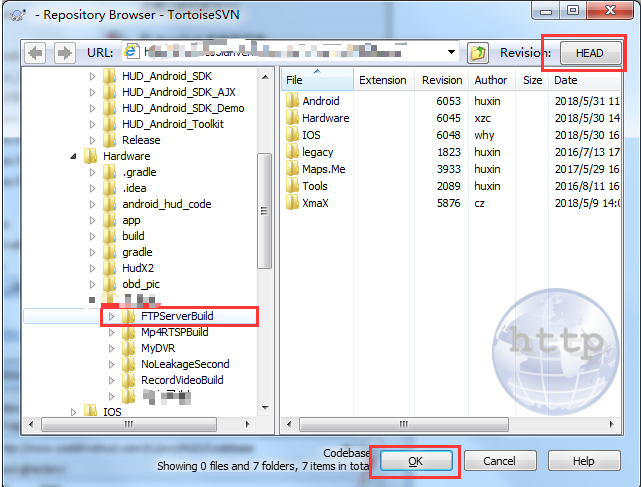 - Repository Browser - TortoiseSVN
URL: Revision: HEAD
HUD_Android_SDK
HUD_Android_SDK_AJX
HUD_Android_SDK_Demo
HUD_Android_Toolkit
Release
Hardware
.gradle
.idea
android_hud_code
app
build
gradle
HudX2
obd_pic
FTPServerBuild
Mp4RTSPBuild
MyDVR
NoLeakageSecond
RecordVideoBuild
IOS
File Extension Revision Author Size Date
Android 6053 huxin 2018/5/31 11
Hardware 6045 xzc 2018/5/30 14
IOS 6048 why 2018/5/30 16
legacy 1823 huxin 2016/7/13 17
Maps.Me 3933 huxin 2017/5/29 16
Tools 2089 huxin 2016/8/11 16
XmaX 5876 cz 2018/5/9 14:0
http
Codebase
Showing 0 files and 7 folders, 7 items in total
OK Cancel Help